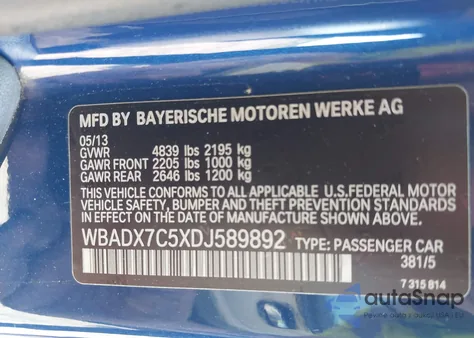 MFD BY BAYERISCHE MOTOREN WERKE AG
05/13
GVWR 4839 lbs 2195 kg
GAWR FRONT 2205 lbs 1000 kg
GAWR REAR 2646 lbs 1200 kg
THIS VEHICLE CONFORMS TO ALL APPLICABLE U.S.FEDERAL MOTOR
VEHICLE SAFETY, BUMPER, AND THEFT PREVENTION STANDARDS
IN EFFECT ON THE DATE OF MANUFACTURE SHOWN ABOVE.
WBADX7C5XDJ589892 TYPE: PASSENGER CAR
381/5
7 315 814
autoSnap